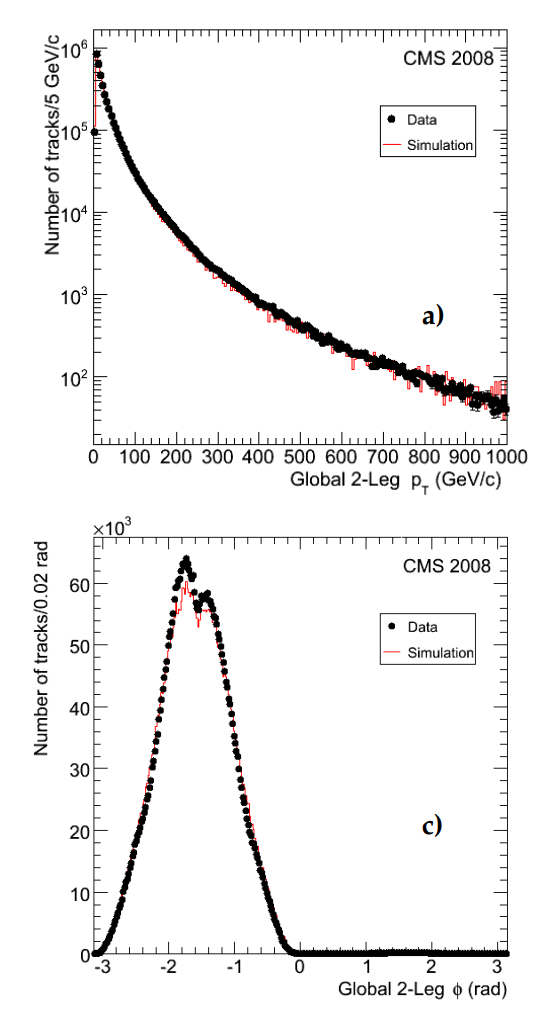 Number of tracks/5 GeV/c
10^6
10^5
10^4
10^3
10^2
CMS 2008
Data
Simulation
a)
0 100 200 300 400 500 600 700 800 900 1000
Global 2-Leg p_T (GeV/c)
×10^3
Number of tracks/0.02 rad
60
50
40
30
20
10
0
CMS 2008
Data
Simulation
c)
-3 -2 -1 0 1 2 3
Global 2-Leg ϕ (rad)